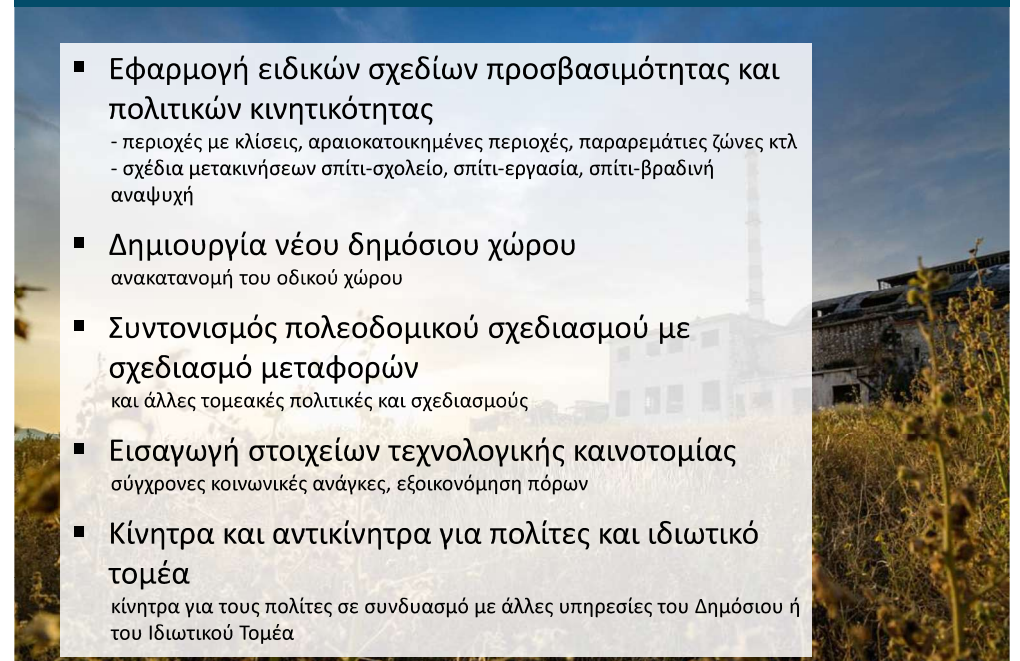 ▪ Εφαρμογή ειδικών σχεδίων προσβασιμότητας και
πολιτικών κινητικότητας
- περιοχές με κλίσεις, αραιοκατοικημένες περιοχές, παραρεμάτιες ζώνες κτλ
- σχέδια μετακινήσεων σπίτι-σχολείο, σπίτι-εργασία, σπίτι-βραδινή
αναψυχή
▪ Δημιουργία νέου δημόσιου χώρου
ανακατανομή του οδικού χώρου
▪ Συντονισμός πολεοδομικού σχεδιασμού με
σχεδιασμό μεταφορών
και άλλες τομεακές πολιτικές και σχεδιασμούς
▪ Εισαγωγή στοιχείων τεχνολογικής καινοτομίας
σύγχρονες κοινωνικές ανάγκες, εξοικονόμηση πόρων
▪ Κίνητρα και αντικίνητρα για πολίτες και ιδιωτικό
τομέα
κίνητρα για τους πολίτες σε συνδυασμό με άλλες υπηρεσίες του Δημόσιου ή
του Ιδιωτικού Τομέα